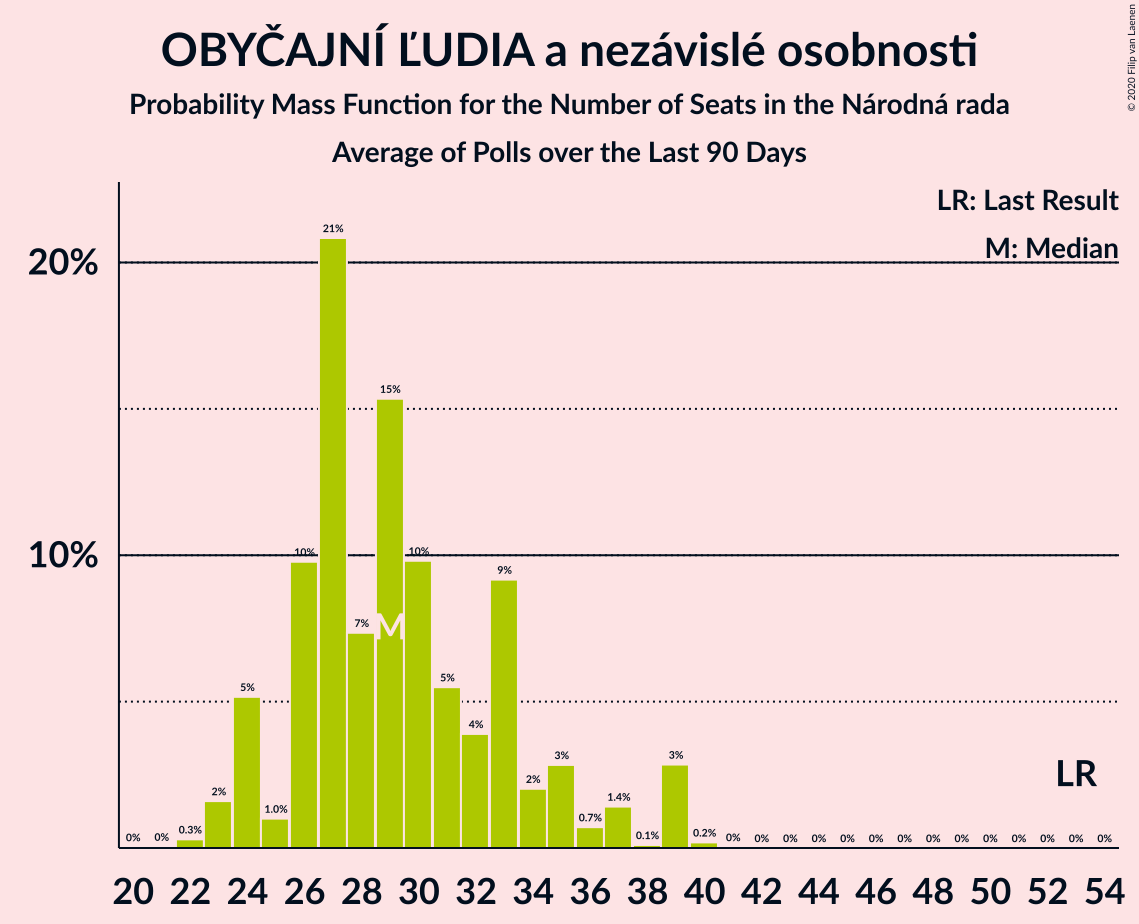 OBYČAJNÍ ĽUDIA a nezávislé osobnosti
Probability Mass Function for the Number of Seats in the Národná rada
Average of Polls over the Last 90 Days
© 2020 Filip van Laenen
LR: Last Result
M: Median
20%
10%
0% 0% 0.3% 2% 5% 1.0% 10% 21% 7% 15% 10% 5% 4% 9% 2% 3% 0.7% 1.4% 0.1% 3% 0.2% 0% 0% 0% 0% 0% 0% 0% 0% 0% 0% 0% 0% 0% 0%
M
LR
20 22 24 26 28 30 32 34 36 38 40 42 44 46 48 50 52 54